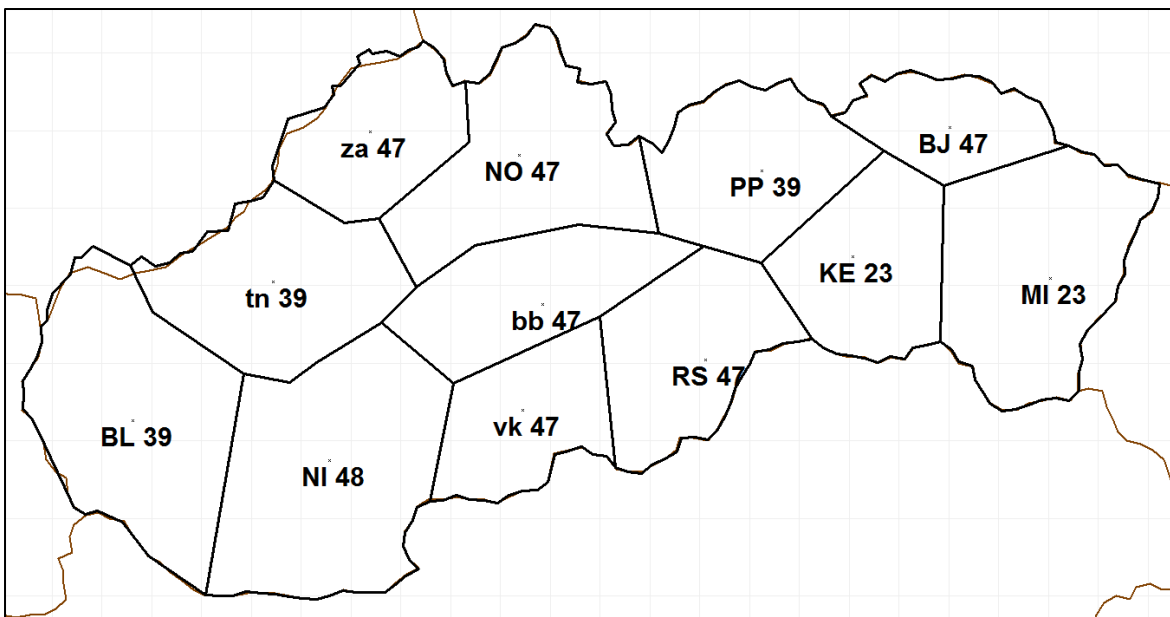 BJ 47
za 47
NO 47
PP 39
KE 23
MI 23
tn 39
bb 47
RS 47
vk 47
BL 39
NI 48